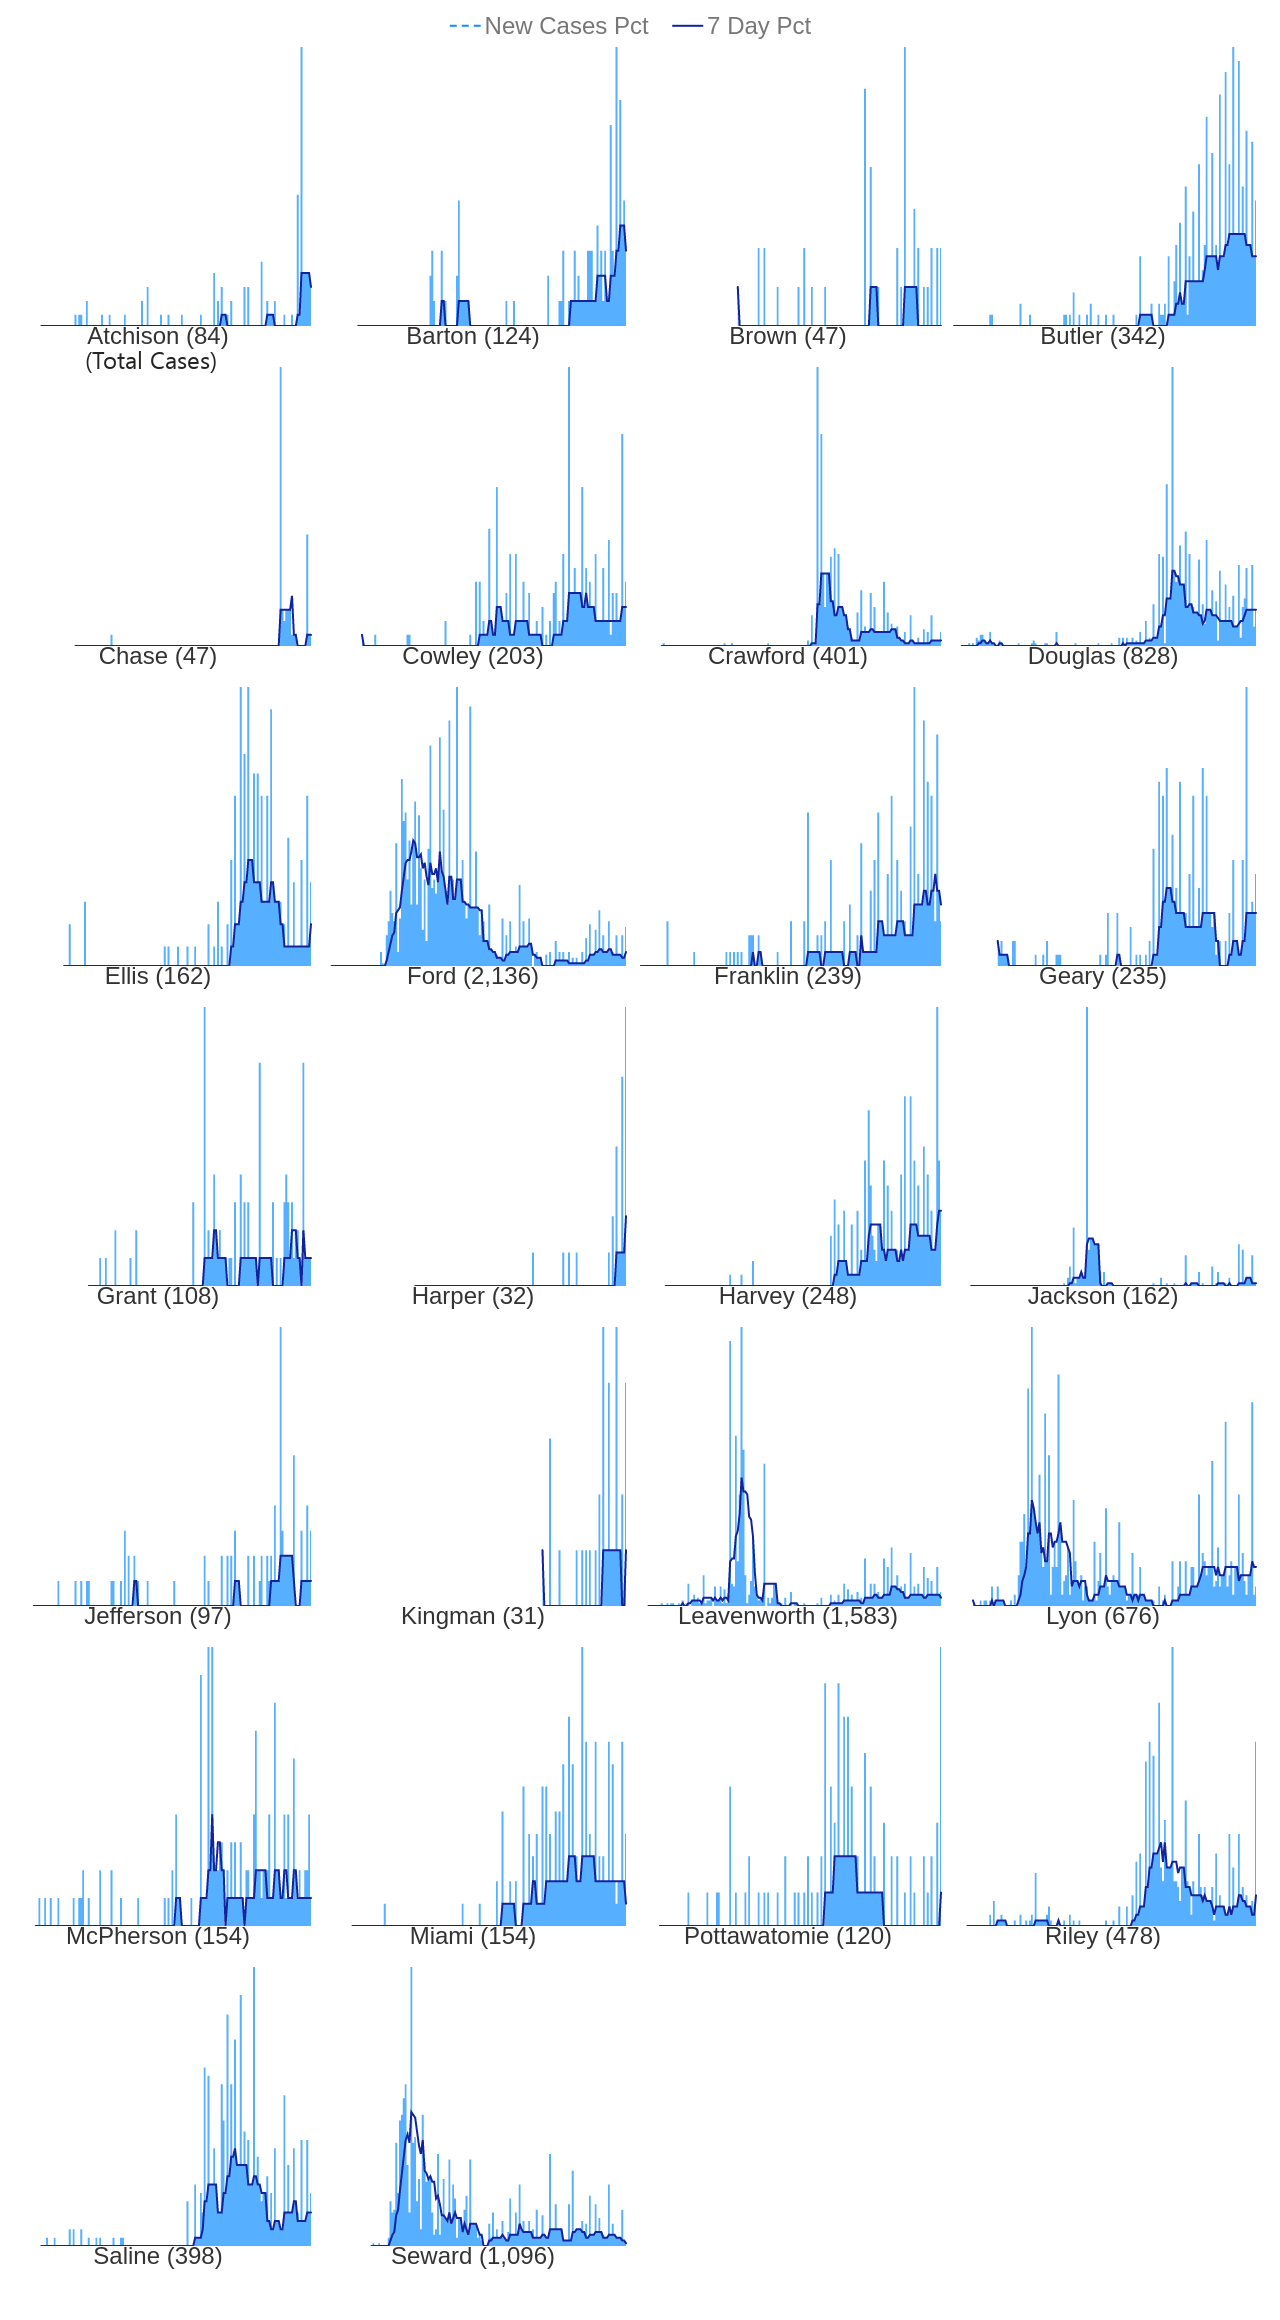 New Cases Pct 7 Day Pct
Atchison (84) Barton (124) Brown (47) Butler (342)
(Total Cases)
Chase (47) Cowley (203) Crawford (401) Douglas (828)
Ellis (162) Ford (2,136) Franklin (239) Geary (235)
Grant (108) Harper (32) Harvey (248) Jackson (162)
Jefferson (97) Kingman (31) Leavenworth (1,583) Lyon (676)
McPherson (154) Miami (154) Pottawatomie (120) Riley (478)
Saline (398) Seward (1,096)